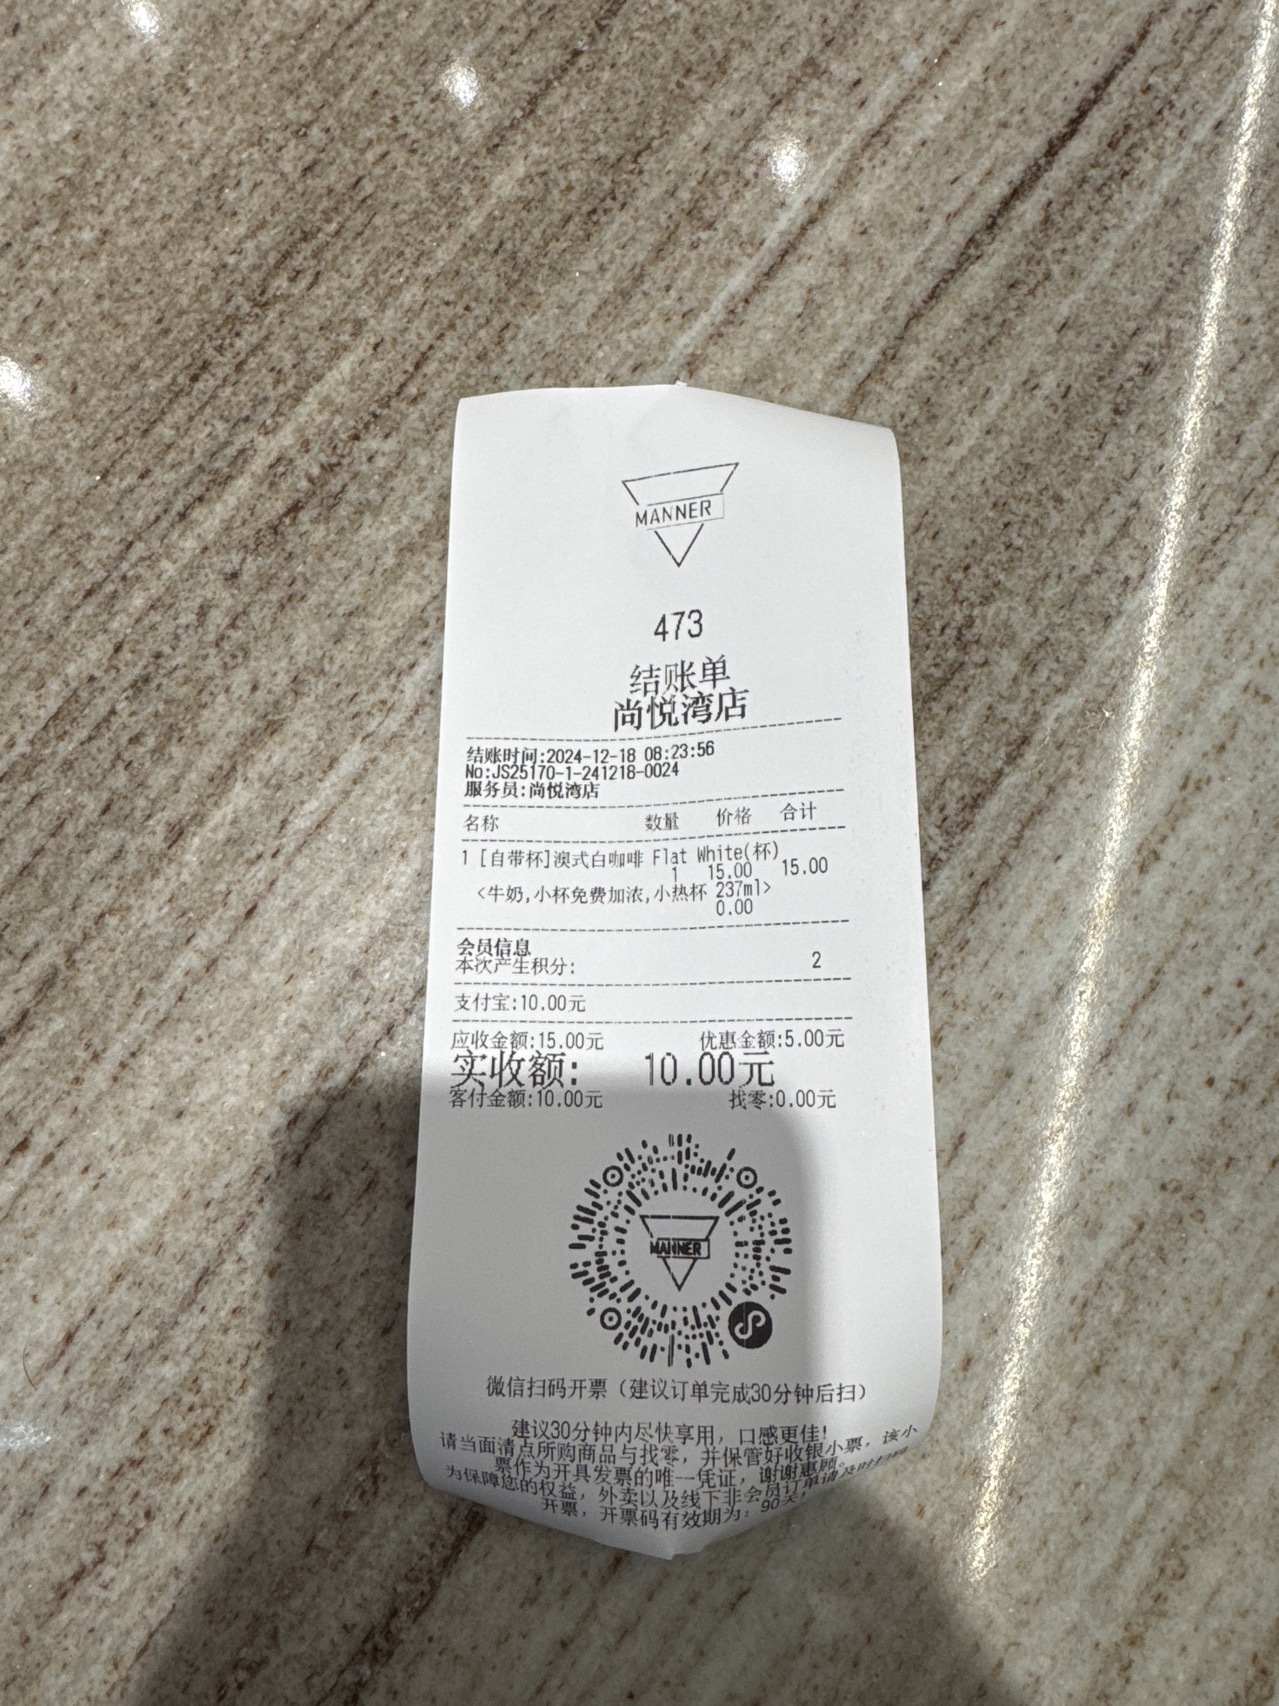 MANNER
473
结账单
尚悦湾店
结账时间:2024-12-18 08:23:56
No:JS25170-1-241218-0024
服务员:尚悦湾店
名称 数量 价格 合计
1 [自带杯]澳式白咖啡 Flat White(杯)
1 15.00 15.00
<牛奶,小杯免费加浓,小热杯 237ml>
0.00
会员信息
本次产生积分: 2
支付宝:10.00元
应收金额:15.00元 优惠金额:5.00元
实收额: 10.00元
客付金额:10.00元 找零:0.00元
MANNER
微信扫码开票（建议订单完成30分钟后扫）
建议30分钟内尽快享用，口感更佳!
请当面清点所购商品与找零，并保管好收银小票，该小
票作为开具发票的唯一凭证，谢谢惠顾。
为保障您的权益，外卖以及线下非会员订单请及时扫码
开票，开票码有效期为：90天